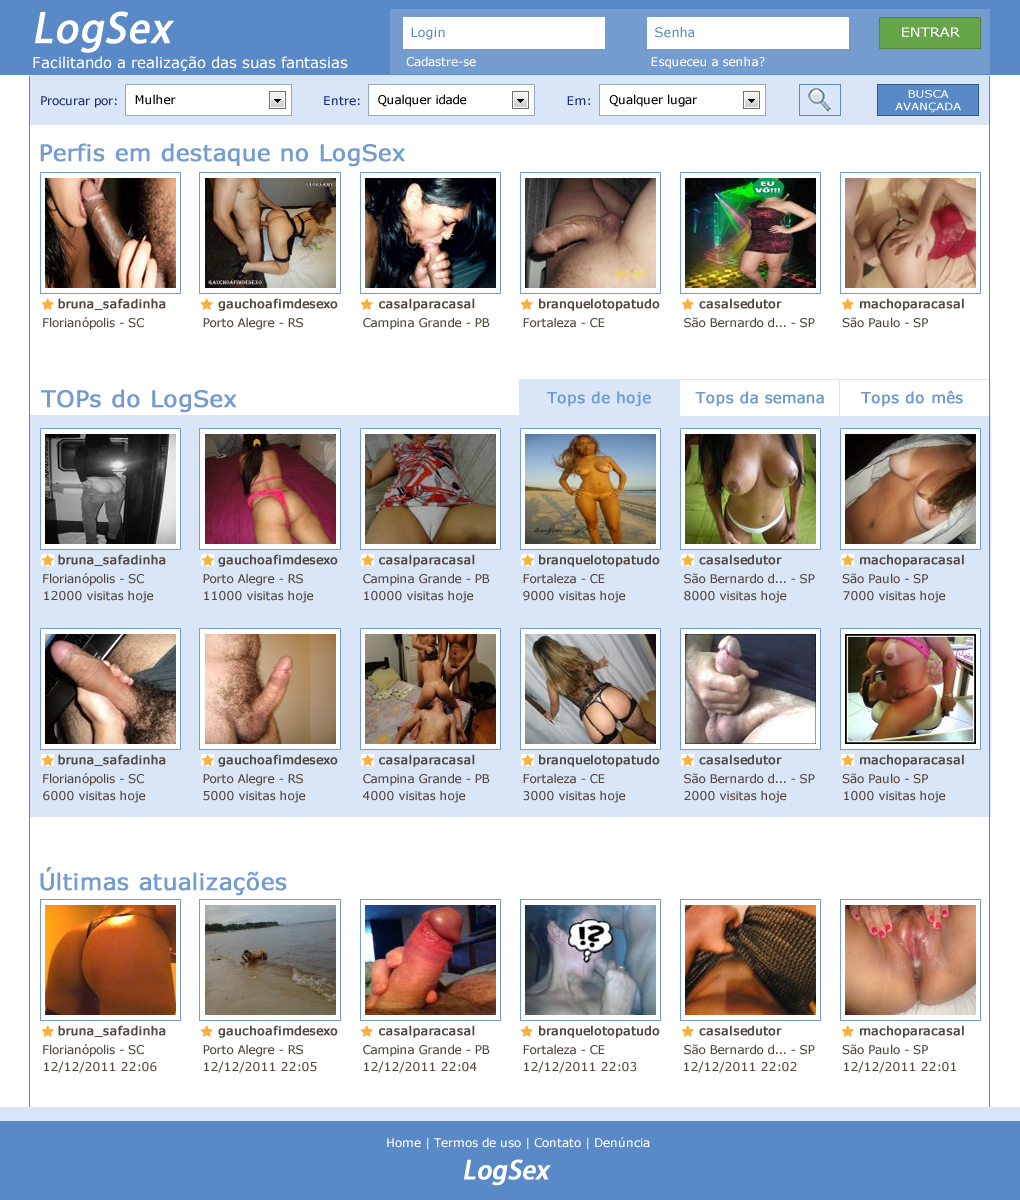 LogSex
Facilitando a realização das suas fantasias
Login
Senha
ENTRAR
Cadastre-se
Esqueceu a senha?
Procurar por:
Mulher
Entre:
Qualquer idade
Em:
Qualquer lugar
BUSCA
AVANÇADA
Perfis em destaque no LogSex
EU
VÔ!!!
GAUCHOAFIMDESEXO
bruna_safadinha
gauchoafimdesexo
casalparacasal
branquelotopatudo
casalsedutor
machoparacasal
Florianópolis - SC
Porto Alegre - RS
Campina Grande - PB
Fortaleza - CE
São Bernardo d... - SP
São Paulo - SP
TOPs do LogSex
Tops de hoje
Tops da semana
Tops do mês
bruna_safadinha
gauchoafimdesexo
casalparacasal
branquelotopatudo
casalsedutor
machoparacasal
Florianópolis - SC
Porto Alegre - RS
Campina Grande - PB
Fortaleza - CE
São Bernardo d... - SP
São Paulo - SP
12000 visitas hoje
11000 visitas hoje
10000 visitas hoje
9000 visitas hoje
8000 visitas hoje
7000 visitas hoje
bruna_safadinha
gauchoafimdesexo
casalparacasal
branquelotopatudo
casalsedutor
machoparacasal
Florianópolis - SC
Porto Alegre - RS
Campina Grande - PB
Fortaleza - CE
São Bernardo d... - SP
São Paulo - SP
6000 visitas hoje
5000 visitas hoje
4000 visitas hoje
3000 visitas hoje
2000 visitas hoje
1000 visitas hoje
Últimas atualizações
!?
bruna_safadinha
gauchoafimdesexo
casalparacasal
branquelotopatudo
casalsedutor
machoparacasal
Florianópolis - SC
Porto Alegre - RS
Campina Grande - PB
Fortaleza - CE
São Bernardo d... - SP
São Paulo - SP
12/12/2011 22:06
12/12/2011 22:05
12/12/2011 22:04
12/12/2011 22:03
12/12/2011 22:02
12/12/2011 22:01
Home | Termos de uso | Contato | Denúncia
LogSex